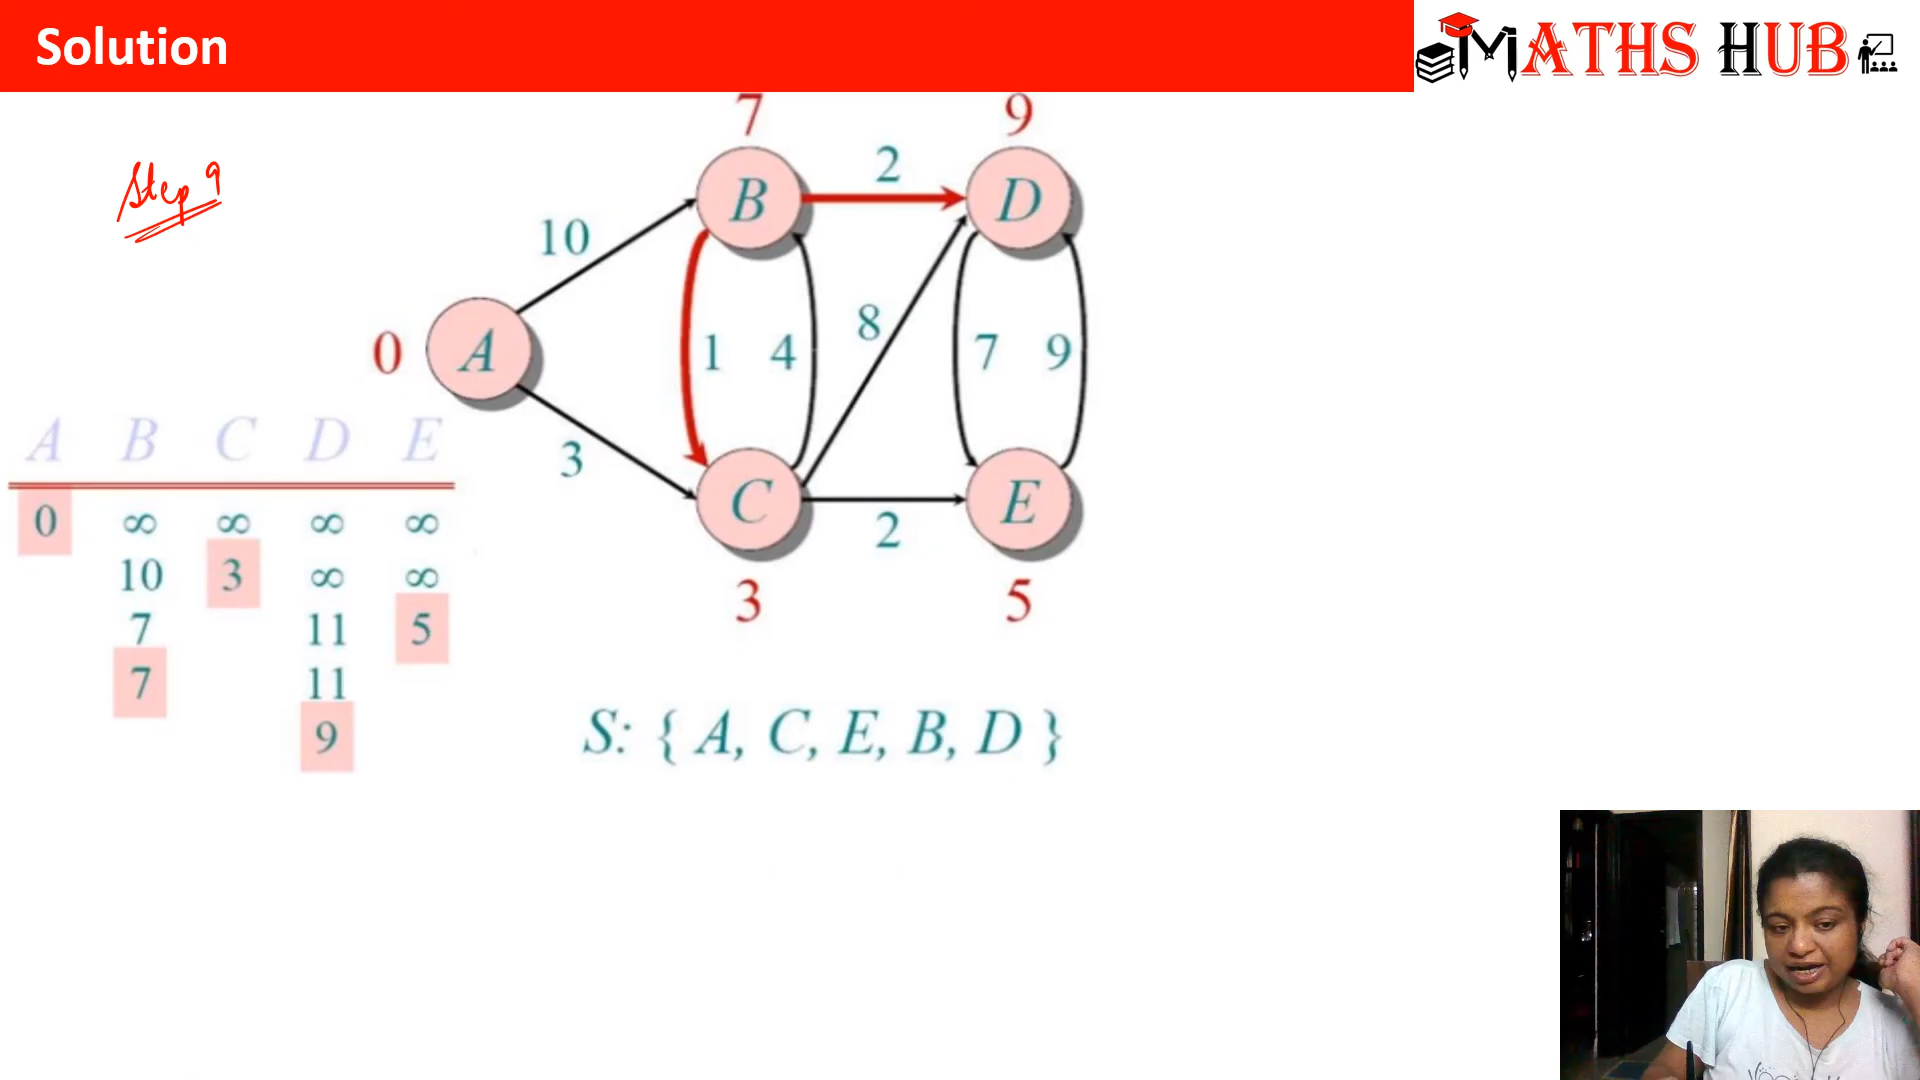 Solution
MATHS HUB
Step 9
7 9
B 2 D
10
0 A 1 4 8 7 9
3
C 2 E
3 5
A B C D E
0 ∞ ∞ ∞ ∞
10 3 ∞ ∞
7 11 5
7 11
9
S: { A, C, E, B, D }